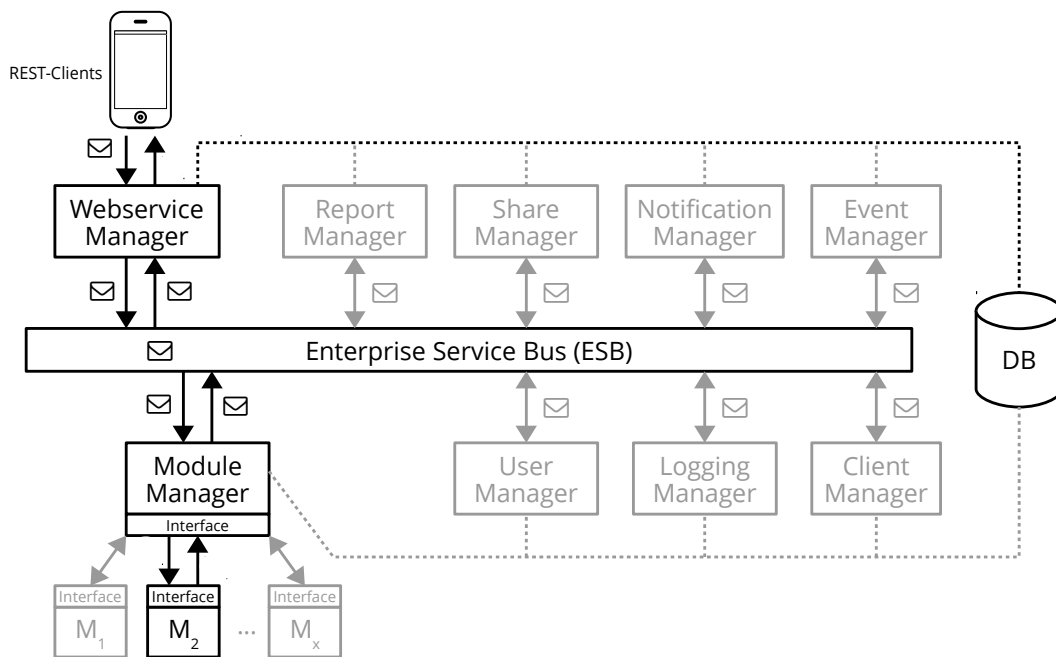 REST-Clients
Webservice
Manager
Report
Manager
Share
Manager
Notification
Manager
Event
Manager
Enterprise Service Bus (ESB)
DB
Module
Manager
Interface
User
Manager
Logging
Manager
Client
Manager
Interface
M1
Interface
M2
...
Interface
Mx